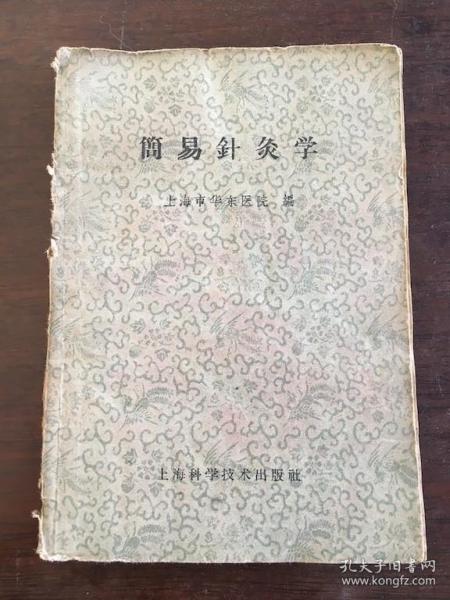 簡易針灸学
上海市华东医院 編
上海科学技术出版社
孔夫子旧书网
www.kongfz.com